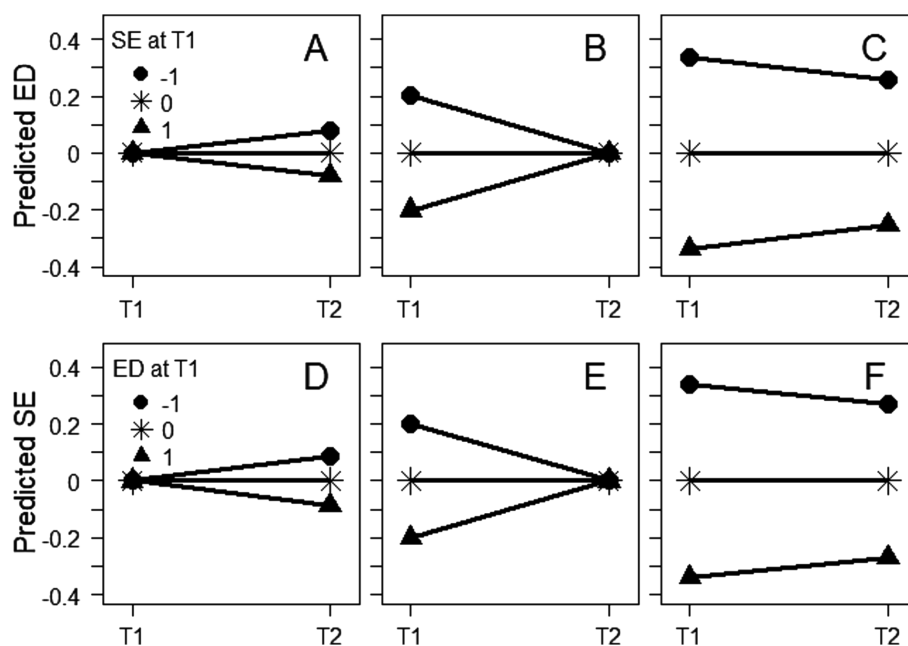 SE at T1
-1
0
1
A
B
C
Predicted ED
0.4
0.2
0
-0.2
-0.4
T1 T2 T1 T2 T1 T2
ED at T1
-1
0
1
D
E
F
Predicted SE
0.4
0.2
0
-0.2
-0.4
T1 T2 T1 T2 T1 T2